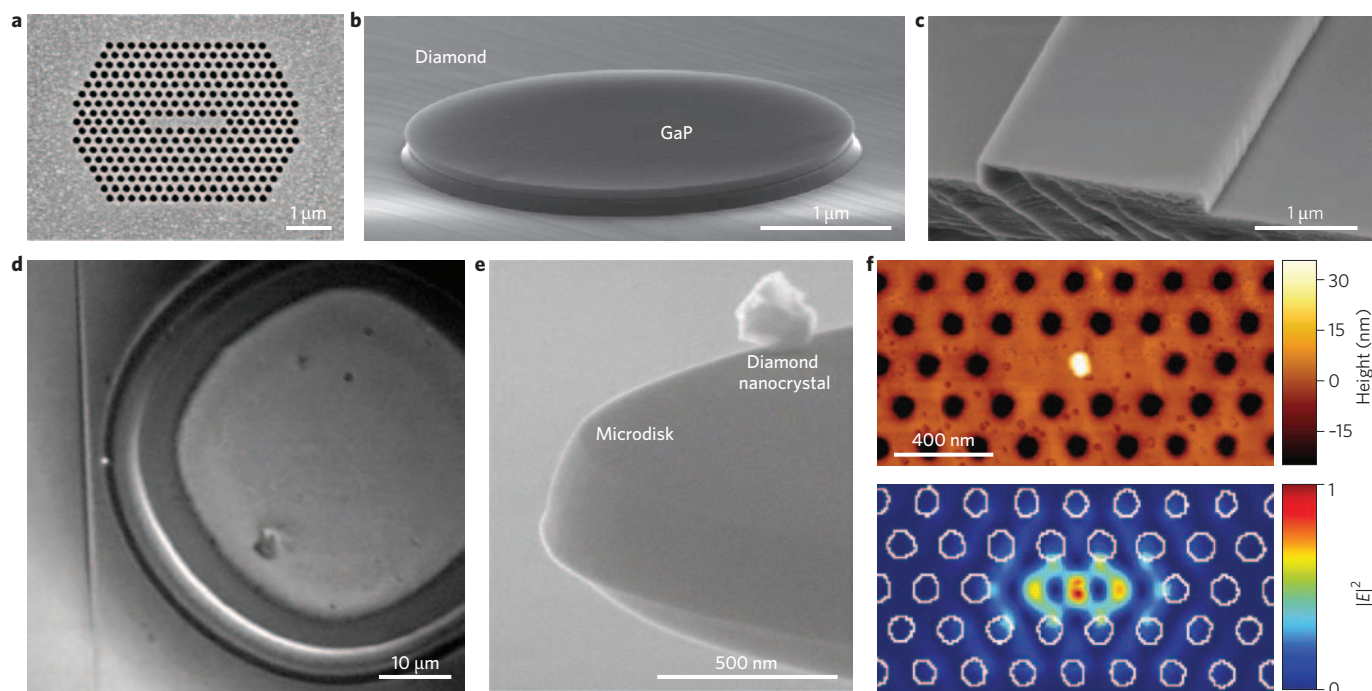 a
b
c
Diamond
GaP
1 µm
1 µm
1 µm
d
e
f
Diamond
nanocrystal
Microdisk
10 µm
500 nm
400 nm
30
15
0
-15
Height (nm)
1
0
|E|²